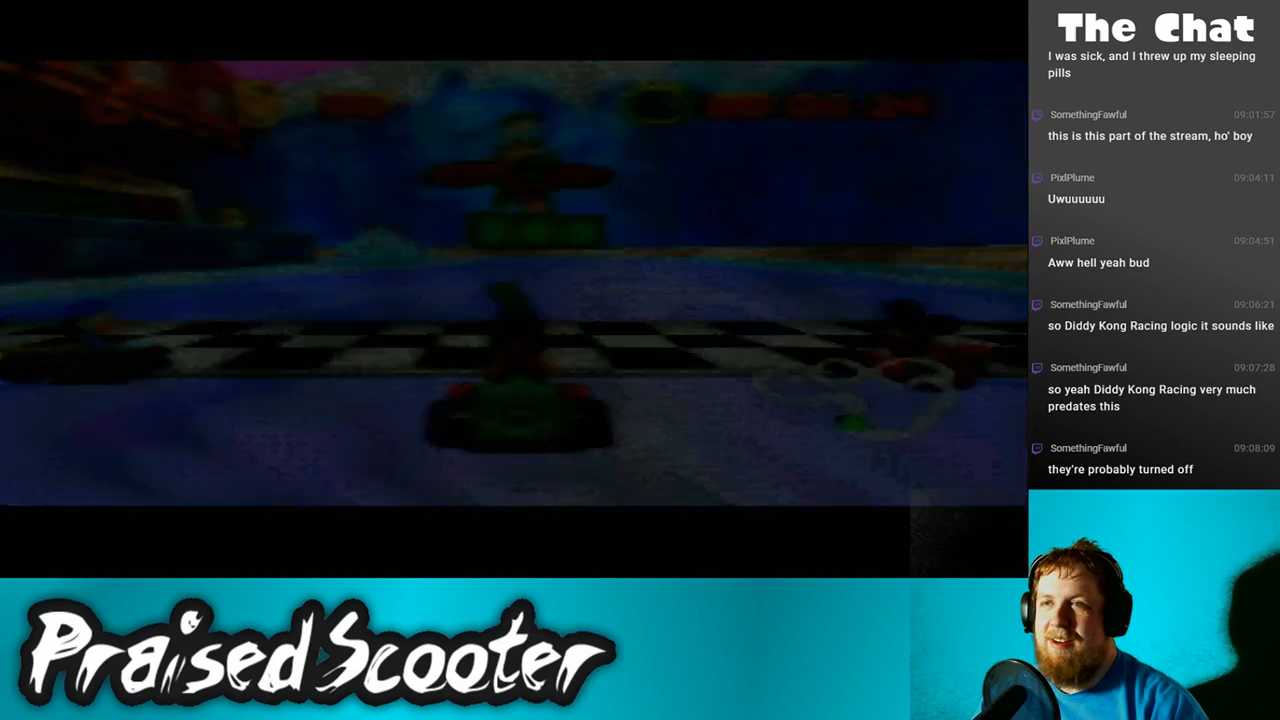 The Chat
I was sick, and I threw up my sleeping
pills
SomethingFawful 09:01:57
this is this part of the stream, ho' boy
PixlPlume 09:04:11
Uwuuuuuu
PixlPlume 09:04:51
Aww hell yeah bud
SomethingFawful 09:06:21
so Diddy Kong Racing logic it sounds like
SomethingFawful 09:07:28
so yeah Diddy Kong Racing very much
predates this
SomethingFawful 09:08:09
they're probably turned off
PraisedScooter